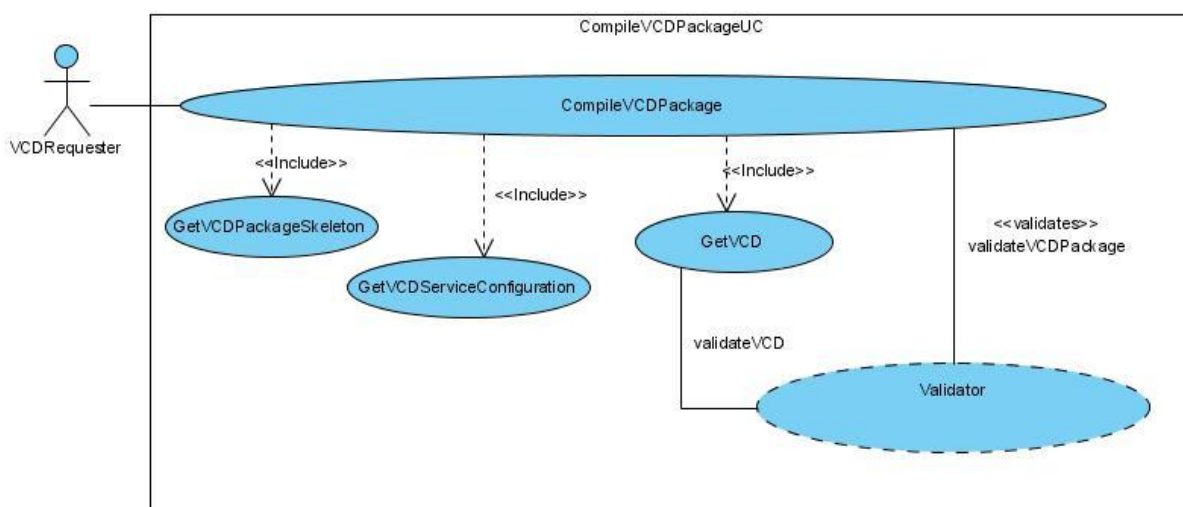 CompileVCDPackageUC
CompileVCDPackage
VCDRequester
<<Include>>
<<Include>>
<<Include>>
GetVCDPackageSkeleton
GetVCDServiceConfiguration
GetVCD
<<validates>>
validateVCDPackage
validateVCD
Validator